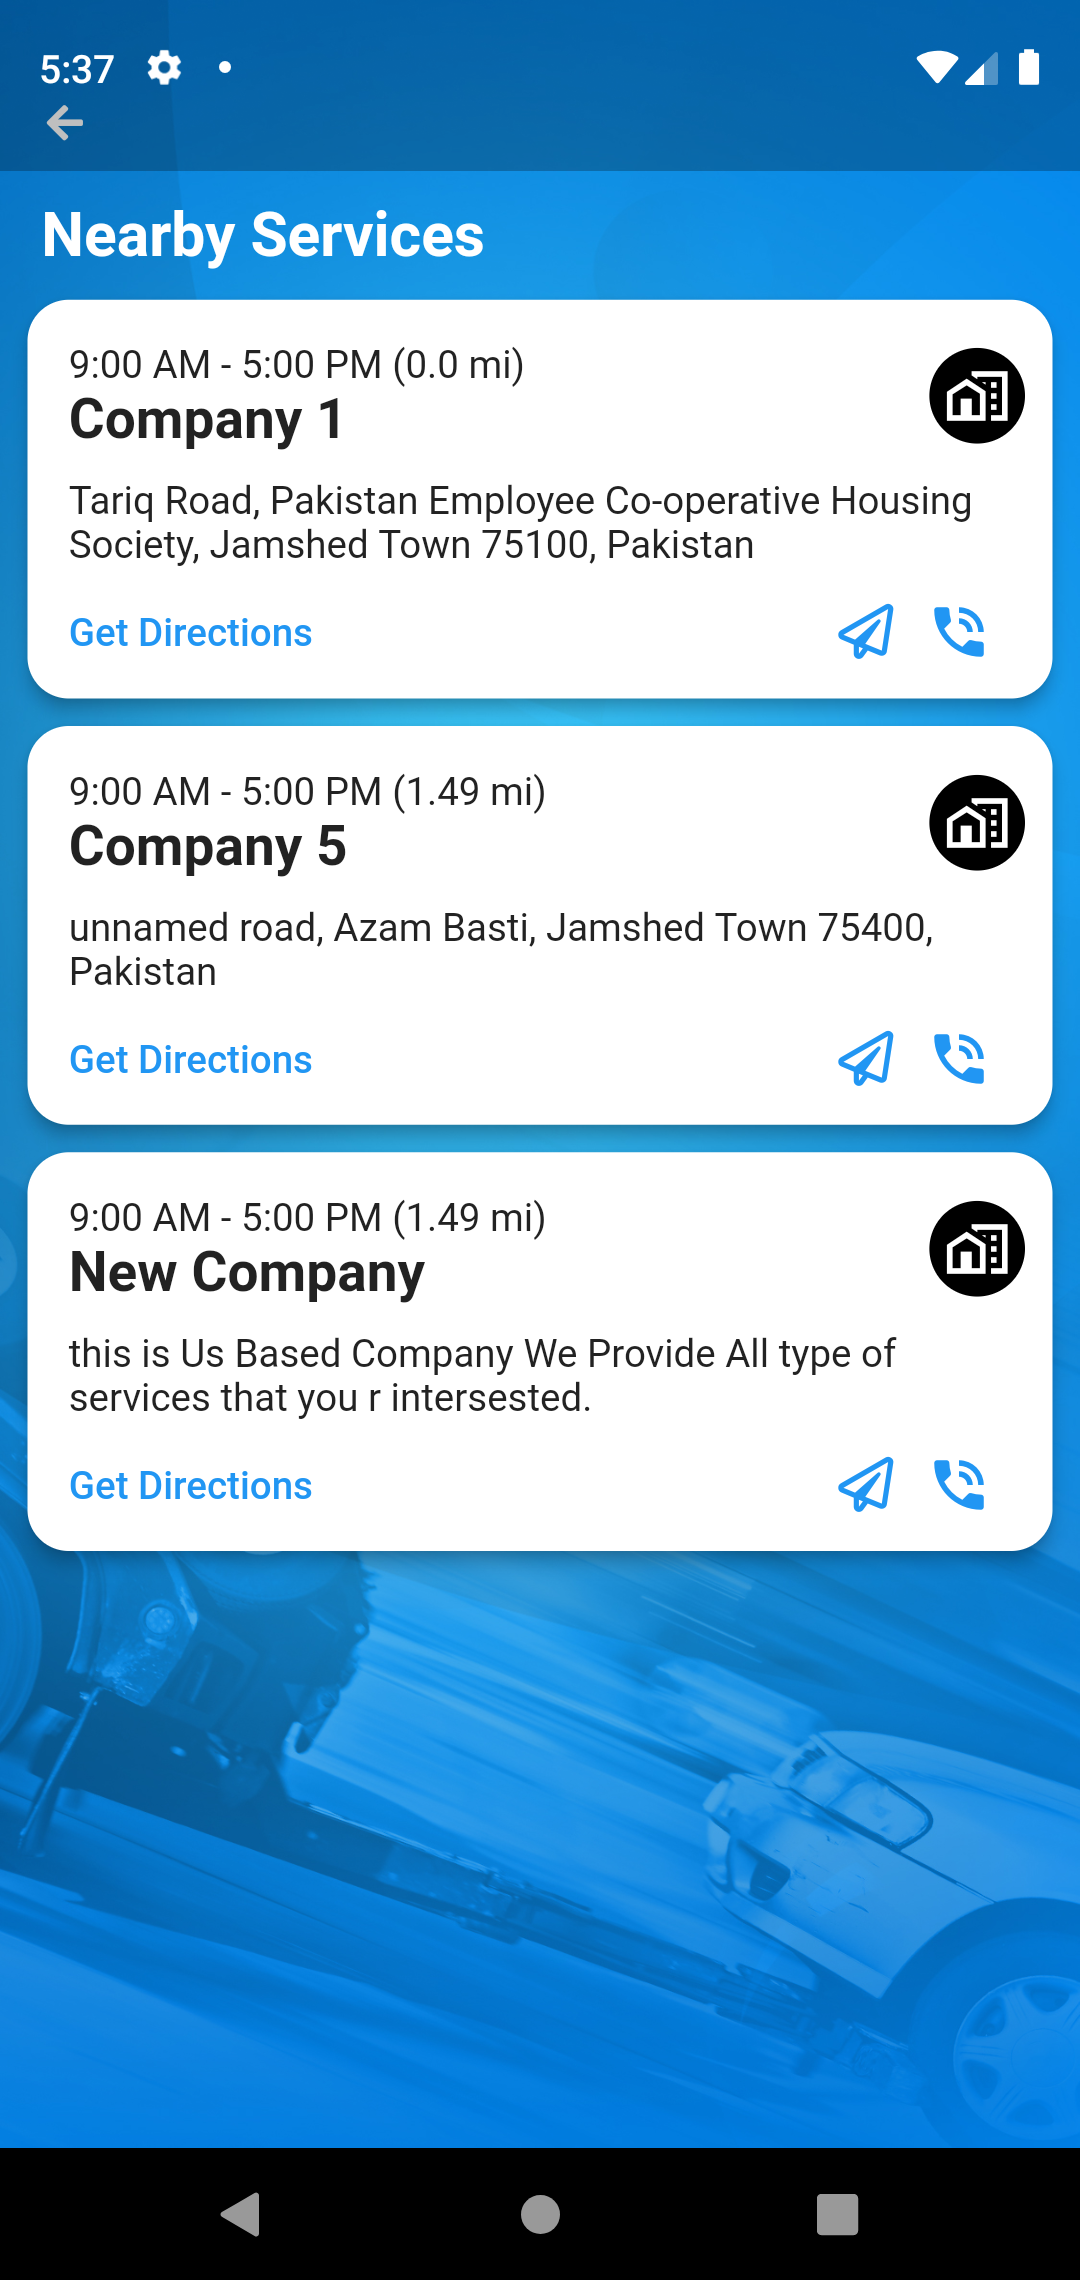 5:37
Nearby Services
9:00 AM - 5:00 PM (0.0 mi)
Company 1
Tariq Road, Pakistan Employee Co-operative Housing
Society, Jamshed Town 75100, Pakistan
Get Directions
9:00 AM - 5:00 PM (1.49 mi)
Company 5
unnamed road, Azam Basti, Jamshed Town 75400,
Pakistan
Get Directions
9:00 AM - 5:00 PM (1.49 mi)
New Company
this is Us Based Company We Provide All type of
services that you r intersested.
Get Directions